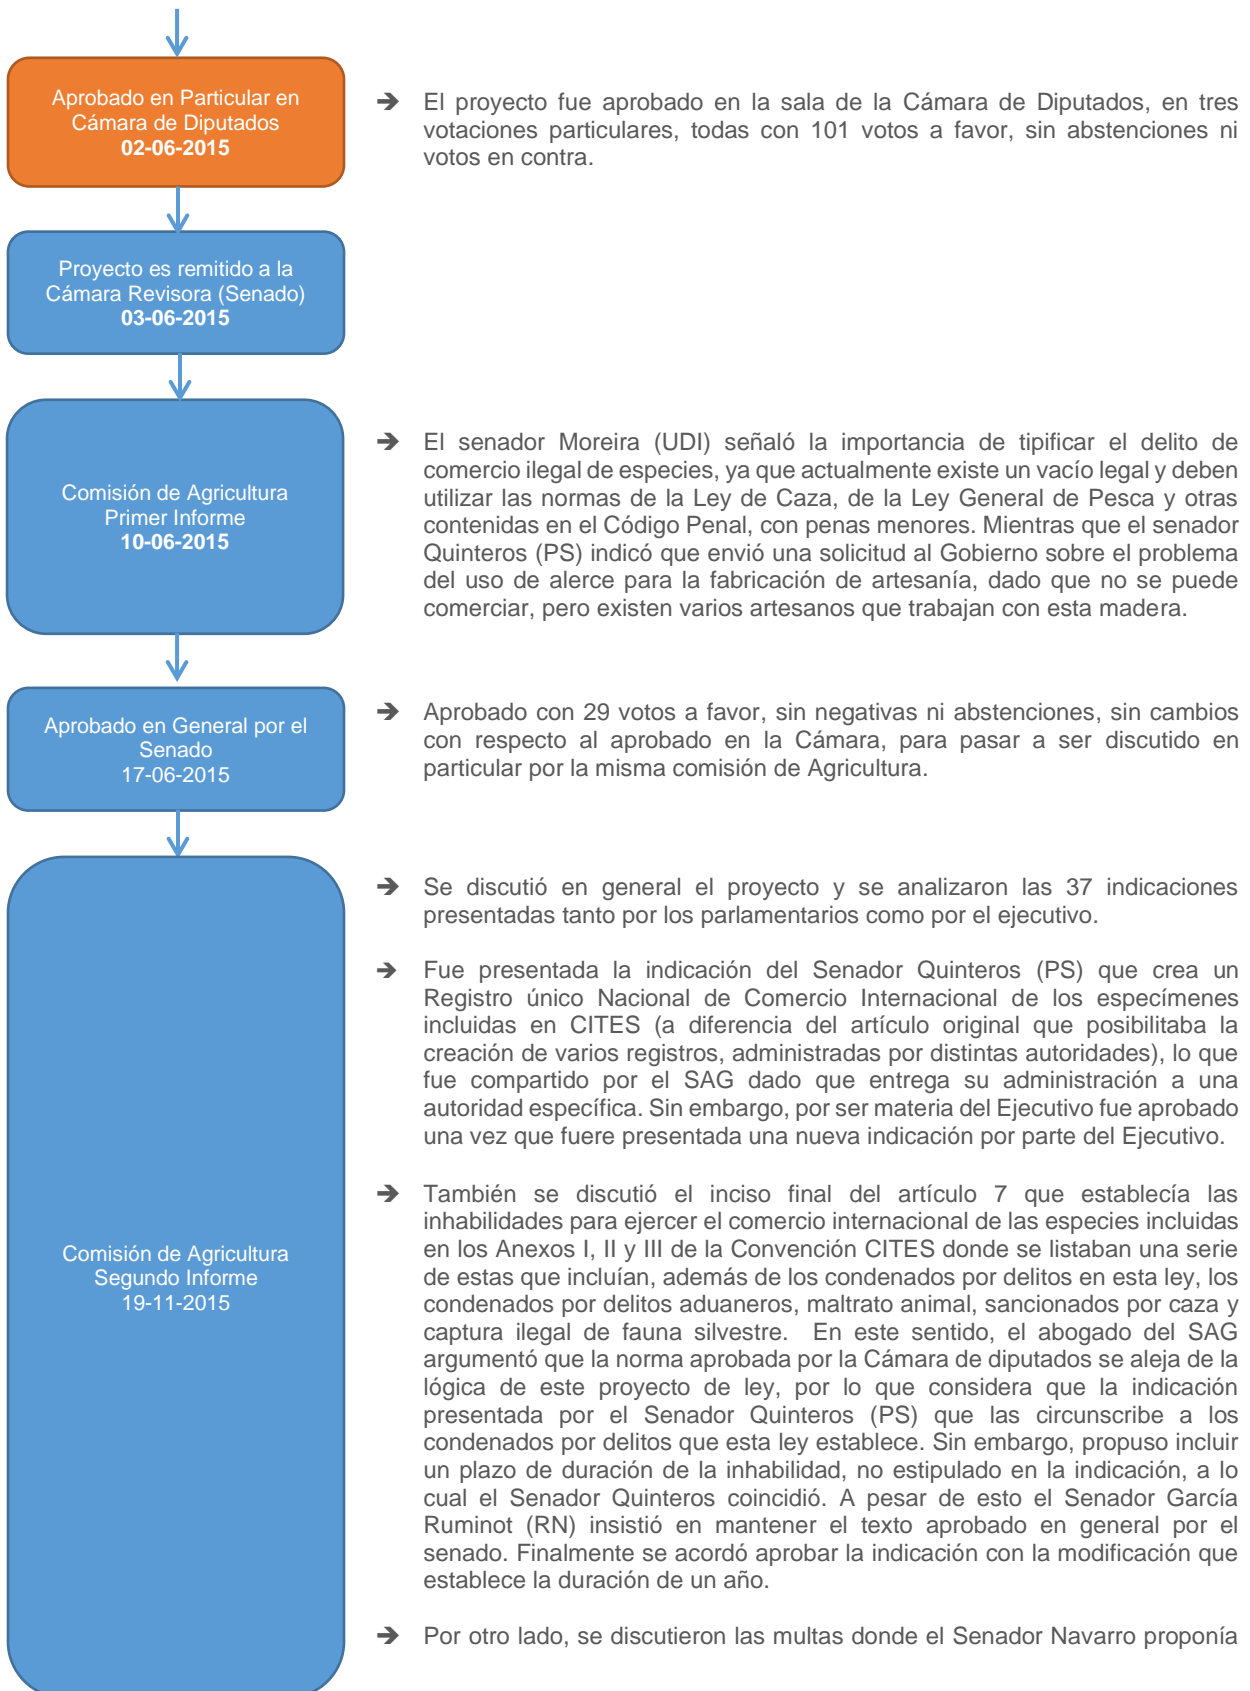 Aprobado en Particular en
Cámara de Diputados
02-06-2015
➔ El proyecto fue aprobado en la sala de la Cámara de Diputados, en tres
votaciones particulares, todas con 101 votos a favor, sin abstenciones ni
votos en contra.
Proyecto es remitido a la
Cámara Revisora (Senado)
03-06-2015
Comisión de Agricultura
Primer Informe
10-06-2015
➔ El senador Moreira (UDI) señaló la importancia de tipificar el delito de
comercio ilegal de especies, ya que actualmente existe un vacío legal y deben
utilizar las normas de la Ley de Caza, de la Ley General de Pesca y otras
contenidas en el Código Penal, con penas menores. Mientras que el senador
Quinteros (PS) indicó que envió una solicitud al Gobierno sobre el problema
del uso de alerce para la fabricación de artesanía, dado que no se puede
comerciar, pero existen varios artesanos que trabajan con esta madera.
Aprobado en General por el
Senado
17-06-2015
➔ Aprobado con 29 votos a favor, sin negativas ni abstenciones, sin cambios
con respecto al aprobado en la Cámara, para pasar a ser discutido en
particular por la misma comisión de Agricultura.
Comisión de Agricultura
Segundo Informe
19-11-2015
➔ Se discutió en general el proyecto y se analizaron las 37 indicaciones
presentadas tanto por los parlamentarios como por el ejecutivo.
➔ Fue presentada la indicación del Senador Quinteros (PS) que crea un
Registro único Nacional de Comercio Internacional de los especímenes
incluidas en CITES (a diferencia del artículo original que posibilitaba la
creación de varios registros, administradas por distintas autoridades), lo que
fue compartido por el SAG dado que entrega su administración a una
autoridad específica. Sin embargo, por ser materia del Ejecutivo fue aprobado
una vez que fuere presentada una nueva indicación por parte del Ejecutivo.
➔ También se discutió el inciso final del artículo 7 que establecía las
inhabilidades para ejercer el comercio internacional de las especies incluidas
en los Anexos I, II y III de la Convención CITES donde se listaban una serie
de estas que incluían, además de los condenados por delitos en esta ley, los
condenados por delitos aduaneros, maltrato animal, sancionados por caza y
captura ilegal de fauna silvestre. En este sentido, el abogado del SAG
argumentó que la norma aprobada por la Cámara de diputados se aleja de la
lógica de este proyecto de ley, por lo que considera que la indicación
presentada por el Senador Quinteros (PS) que las circunscribe a los
condenados por delitos que esta ley establece. Sin embargo, propuso incluir
un plazo de duración de la inhabilidad, no estipulado en la indicación, a lo
cual el Senador Quinteros coincidió. A pesar de esto el Senador García
Ruminot (RN) insistió en mantener el texto aprobado en general por el
senado. Finalmente se acordó aprobar la indicación con la modificación que
establece la duración de un año.
➔ Por otro lado, se discutieron las multas donde el Senador Navarro proponía